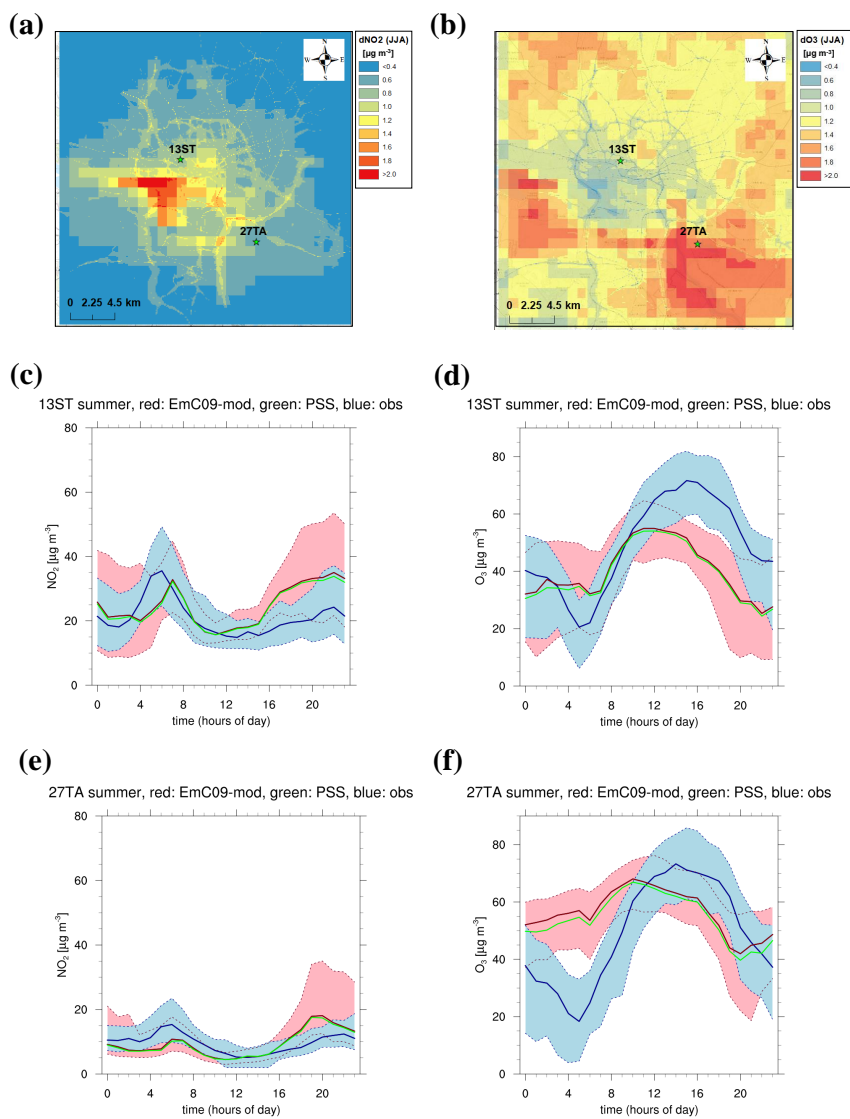 (a)
dNO2 (JJA)
[µg m-3]
<0.4
0.6
0.8
1.0
1.2
1.4
1.6
1.8
>2.0
N
W E
S
13ST
27TA
0 2.25 4.5 km
(b)
dO3 (JJA)
[µg m-3]
<0.4
0.6
0.8
1.0
1.2
1.4
1.6
1.8
>2.0
N
W E
S
13ST
27TA
0 2.25 4.5 km
(c)
13ST summer, red: EmC09-mod, green: PSS, blue: obs
NO₂ [µg m⁻³]
80
60
40
20
0
0 4 8 12 16 20
time (hours of day)
(d)
13ST summer, red: EmC09-mod, green: PSS, blue: obs
O₃ [µg m⁻³]
80
60
40
20
0
0 4 8 12 16 20
time (hours of day)
(e)
27TA summer, red: EmC09-mod, green: PSS, blue: obs
NO₂ [µg m⁻³]
80
60
40
20
0
0 4 8 12 16 20
time (hours of day)
(f)
27TA summer, red: EmC09-mod, green: PSS, blue: obs
O₃ [µg m⁻³]
80
60
40
20
0
0 4 8 12 16 20
time (hours of day)